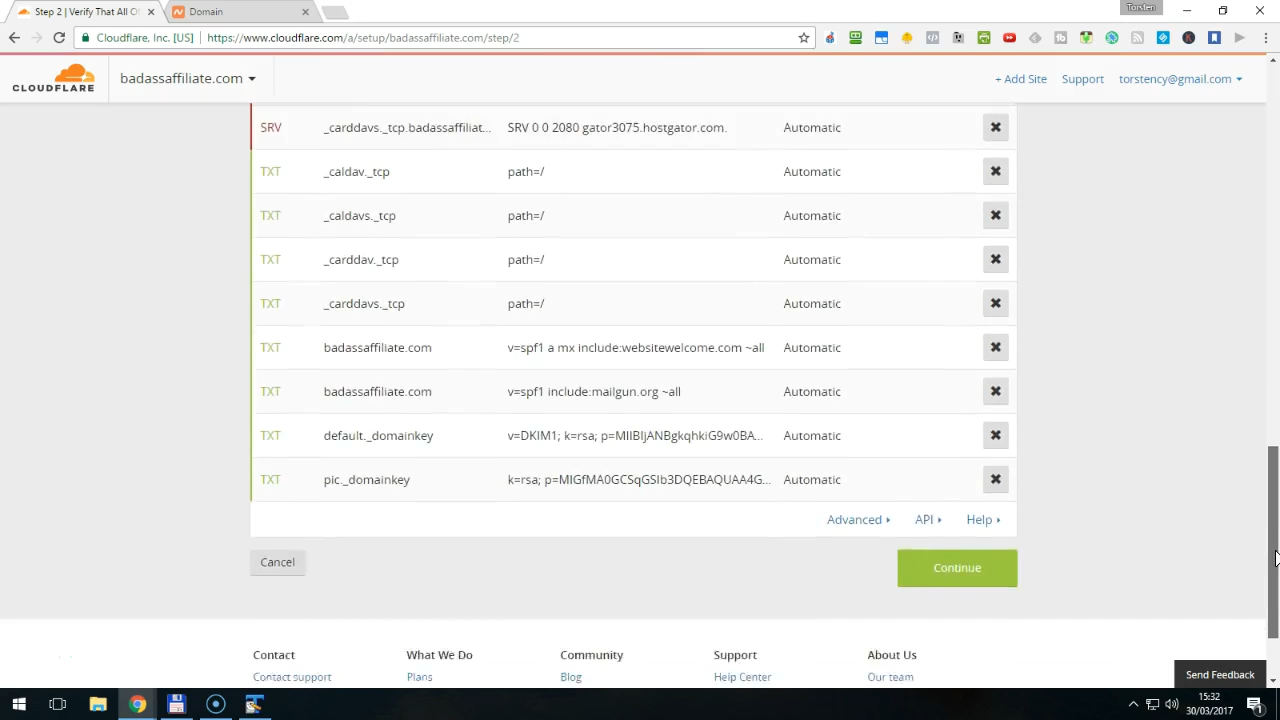 Step 2 | Verify That All O
Domain
Torsten
Cloudflare, Inc. [US]
https://www.cloudflare.com/a/setup/badassaffiliate.com/step/2
CLOUDFLARE
badassaffiliate.com
+ Add Site
Support
torstency@gmail.com
SRV _carddavs._tcp.badassaffiliat... SRV 0 0 2080 gator3075.hostgator.com. Automatic
TXT _caldav._tcp path=/ Automatic
TXT _caldavs._tcp path=/ Automatic
TXT _carddav._tcp path=/ Automatic
TXT _carddavs._tcp path=/ Automatic
TXT badassaffiliate.com v=spf1 a mx include:websitewelcome.com ~all Automatic
TXT badassaffiliate.com v=spf1 include:mailgun.org ~all Automatic
TXT default._domainkey v=DKIM1; k=rsa; p=MIIBIjANBgkqhkiG9w0BA... Automatic
TXT pic._domainkey k=rsa; p=MIGfMA0GCSqGSIb3DQEBAQUAA4G... Automatic
Advanced API Help
Cancel
Continue
Contact What We Do Community Support About Us
Contact support Plans Blog Help Center Our team
Send Feedback
15:32
30/03/2017
1